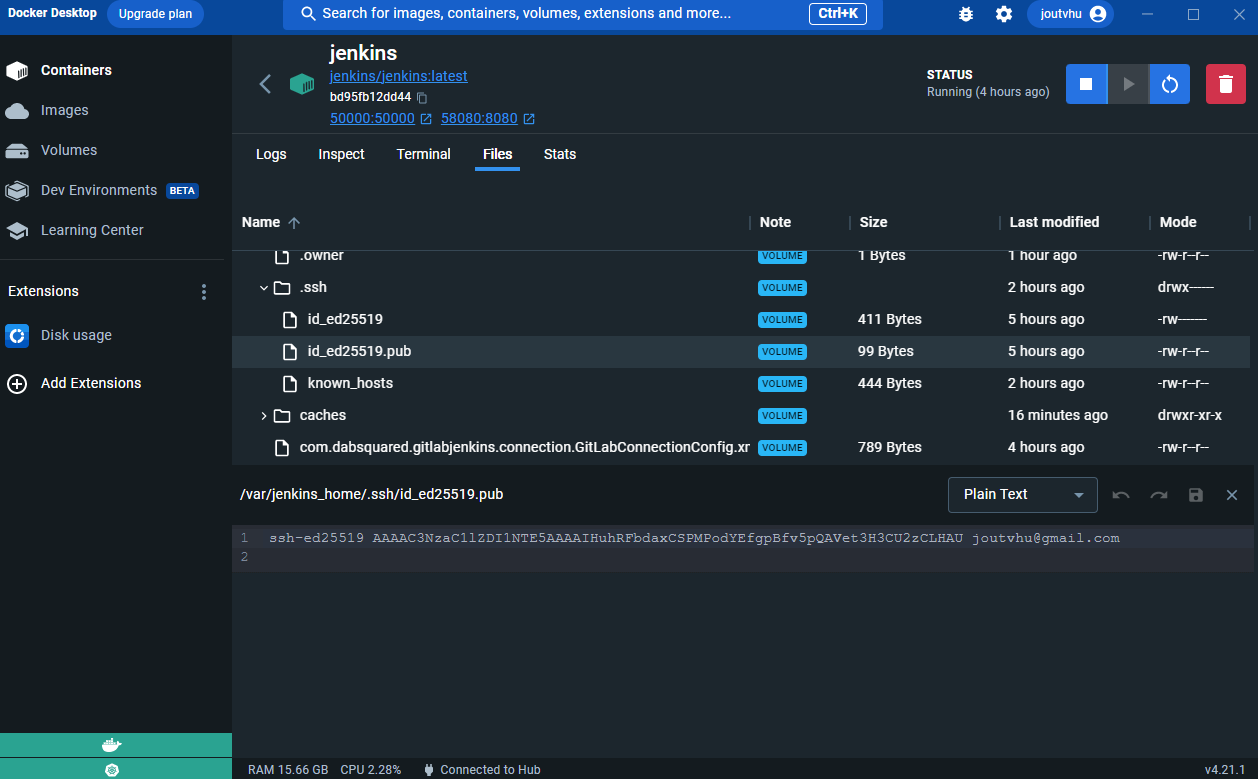 Docker Desktop Upgrade plan Search for images, containers, volumes, extensions and more... Ctrl+K joutvhu
Containers
Images
Volumes
Dev Environments BETA
Learning Center
Extensions
Disk usage
Add Extensions
jenkins
jenkins/jenkins:latest
bd95fb12dd44
50000:50000 58080:8080
STATUS
Running (4 hours ago)
Logs Inspect Terminal Files Stats
Name Note Size Last modified Mode
.owner VOLUME 1 Bytes 1 hour ago -rw-r--r--
.ssh VOLUME 2 hours ago drwx------
id_ed25519 VOLUME 411 Bytes 5 hours ago -rw-------
id_ed25519.pub VOLUME 99 Bytes 5 hours ago -rw-r--r--
known_hosts VOLUME 444 Bytes 2 hours ago -rw-r--r--
caches VOLUME 16 minutes ago drwxr-xr-x
com.dabsquared.gitlabjenkins.connection.GitLabConnectionConfig.xr VOLUME 789 Bytes 4 hours ago -rw-r--r--
/var/jenkins_home/.ssh/id_ed25519.pub Plain Text
1 ssh-ed25519 AAAAC3NzaC1lZDI1NTE5AAAAIHuhRFbdaxCSPMPodYEfgpBfv5pQAVet3H3CU2zCLHAU joutvhu@gmail.com
2
RAM 15.66 GB CPU 2.28% Connected to Hub v4.21.1